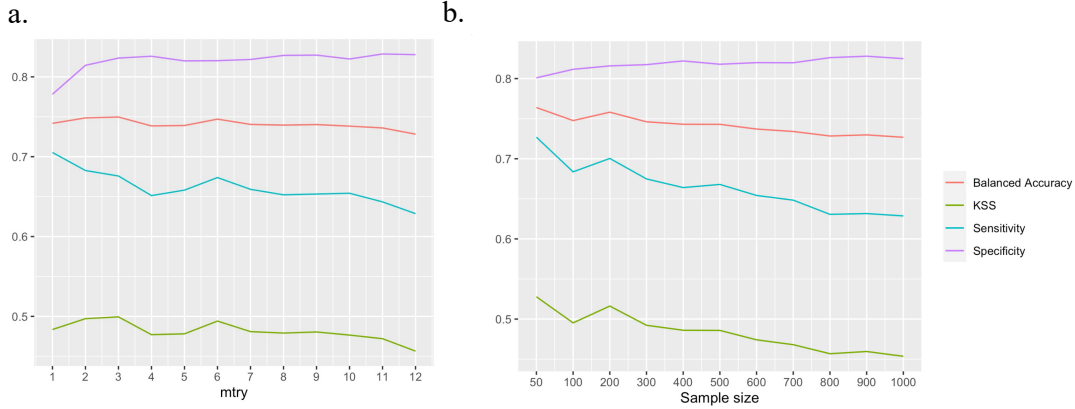 a.
0.8
0.7
0.6
0.5
1 2 3 4 5 6 7 8 9 10 11 12
mtry
b.
0.8
0.7
0.6
0.5
50 100 200 300 400 500 600 700 800 900 1000
Sample size
Balanced Accuracy
KSS
Sensitivity
Specificity